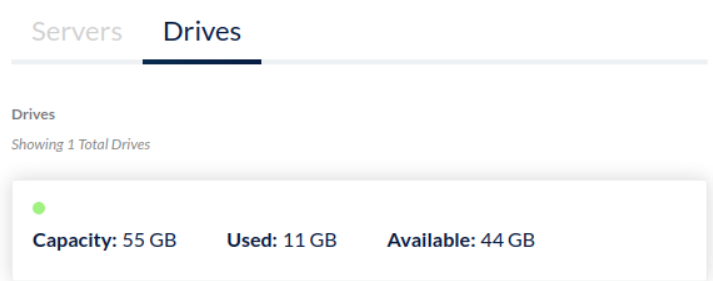 Servers Drives
Drives
Showing 1 Total Drives
Capacity: 55 GB Used: 11 GB Available: 44 GB